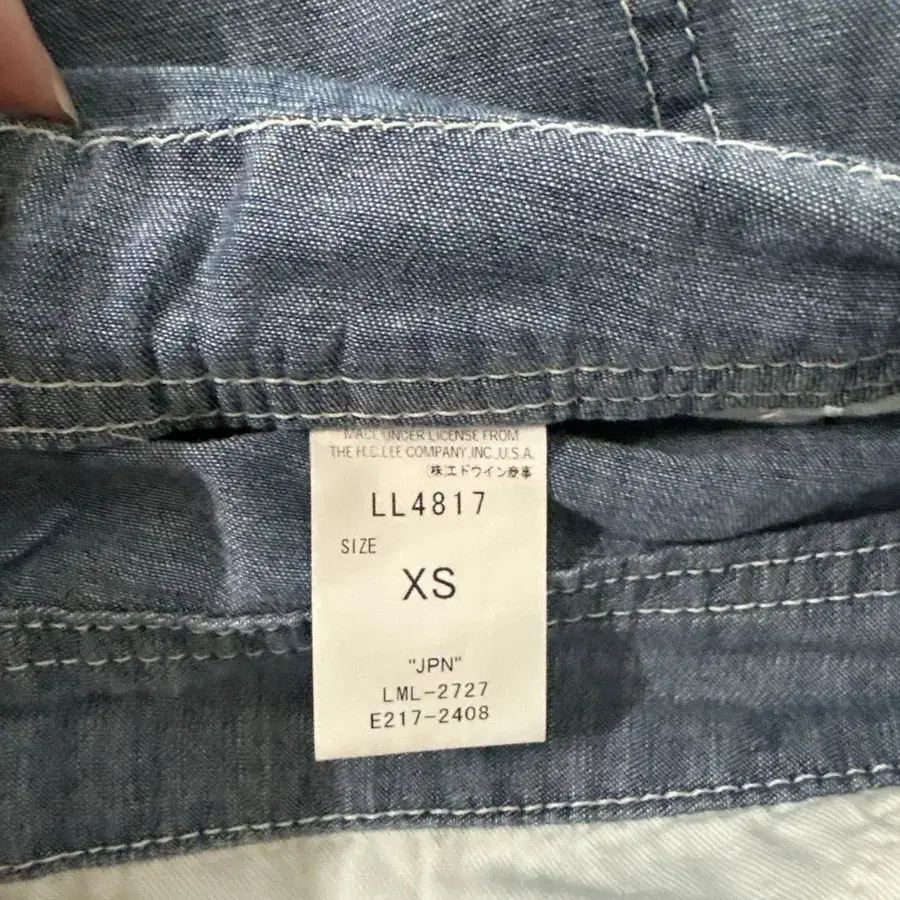 MADE UNDER LICENSE FROM
THE H.D.LEE COMPANY,INC.,U.S.A.
(株)エドウイン商事
LL4817
SIZE
XS
"JPN"
LML-2727
E217-2408